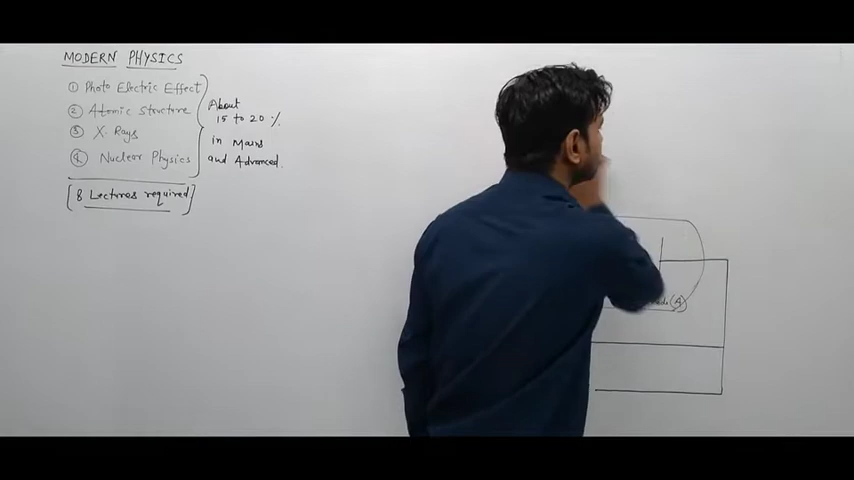 MODERN PHYSICS
① Photo Electric Effect
② Atomic Structure
③ X-Rays
④ Nuclear Physics
[8 Lectures required]
About
15 to 20 %
in Mains
and Advanced.
(A)